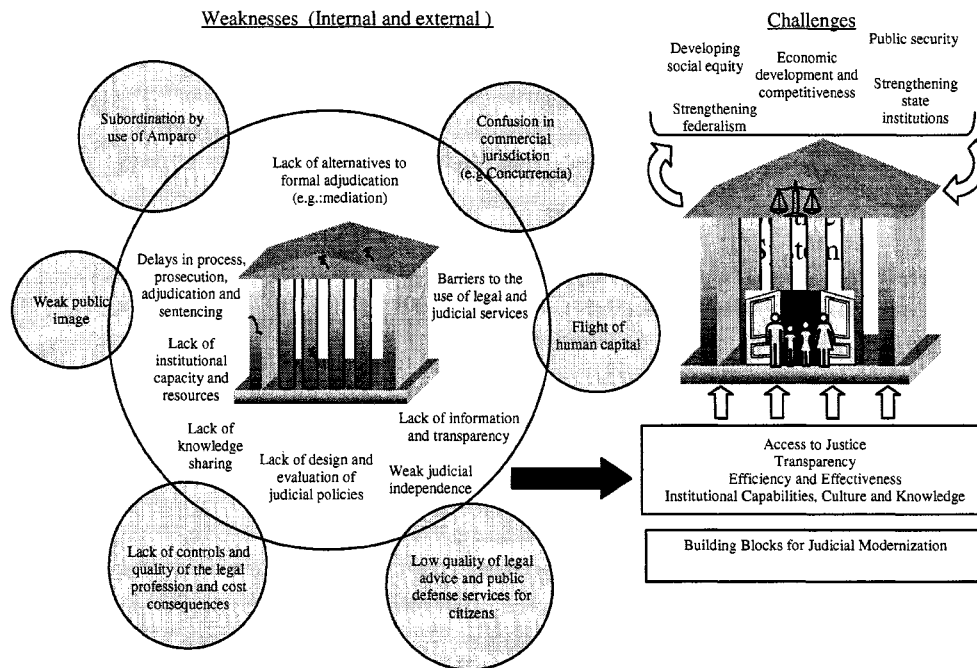 Weaknesses (Internal and external )
Subordination by
use of Amparo
Confusion in
commercial
jurisdiction
(e.g.Concurrencia)
Lack of alternatives to
formal adjudication
(e.g.:mediation)
Delays in process,
prosecution,
adjudication and
sentencing
Barriers to the
use of legal and
judicial services
Weak public
image
Flight of
human capital
Lack of
institutional
capacity and
resources
Lack of information
and transparency
Lack of
knowledge
sharing
Lack of design and
evaluation of
judicial policies
Weak judicial
independence
Lack of controls and
quality of the legal
profession and cost
consequences
Low quality of legal
advice and public
defense services for
citizens
Challenges
Developing
social equity
Economic
development and
competitiveness
Public security
Strengthening
federalism
Strengthening
state
institutions
Access to Justice
Transparency
Efficiency and Effectiveness
Institutional Capabilities, Culture and Knowledge
Building Blocks for Judicial Modernization